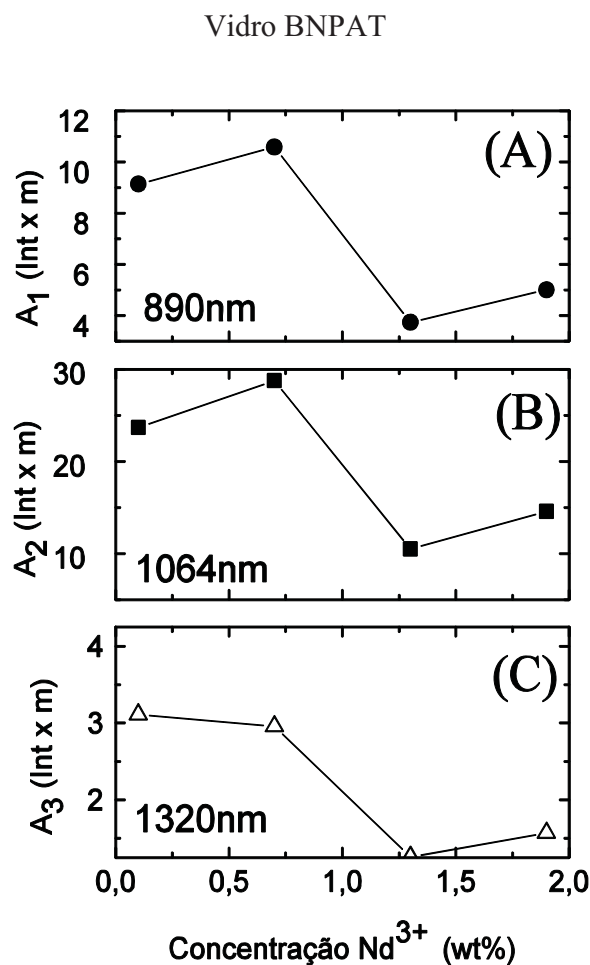 Vidro BNPAT
12
10
8
6
4
A1 (Int x m)
(A)
890nm
30
20
10
A2 (Int x m)
(B)
1064nm
4
3
2
A3 (Int x m)
(C)
1320nm
0,0 0,5 1,0 1,5 2,0
Concentração Nd3+ (wt%)